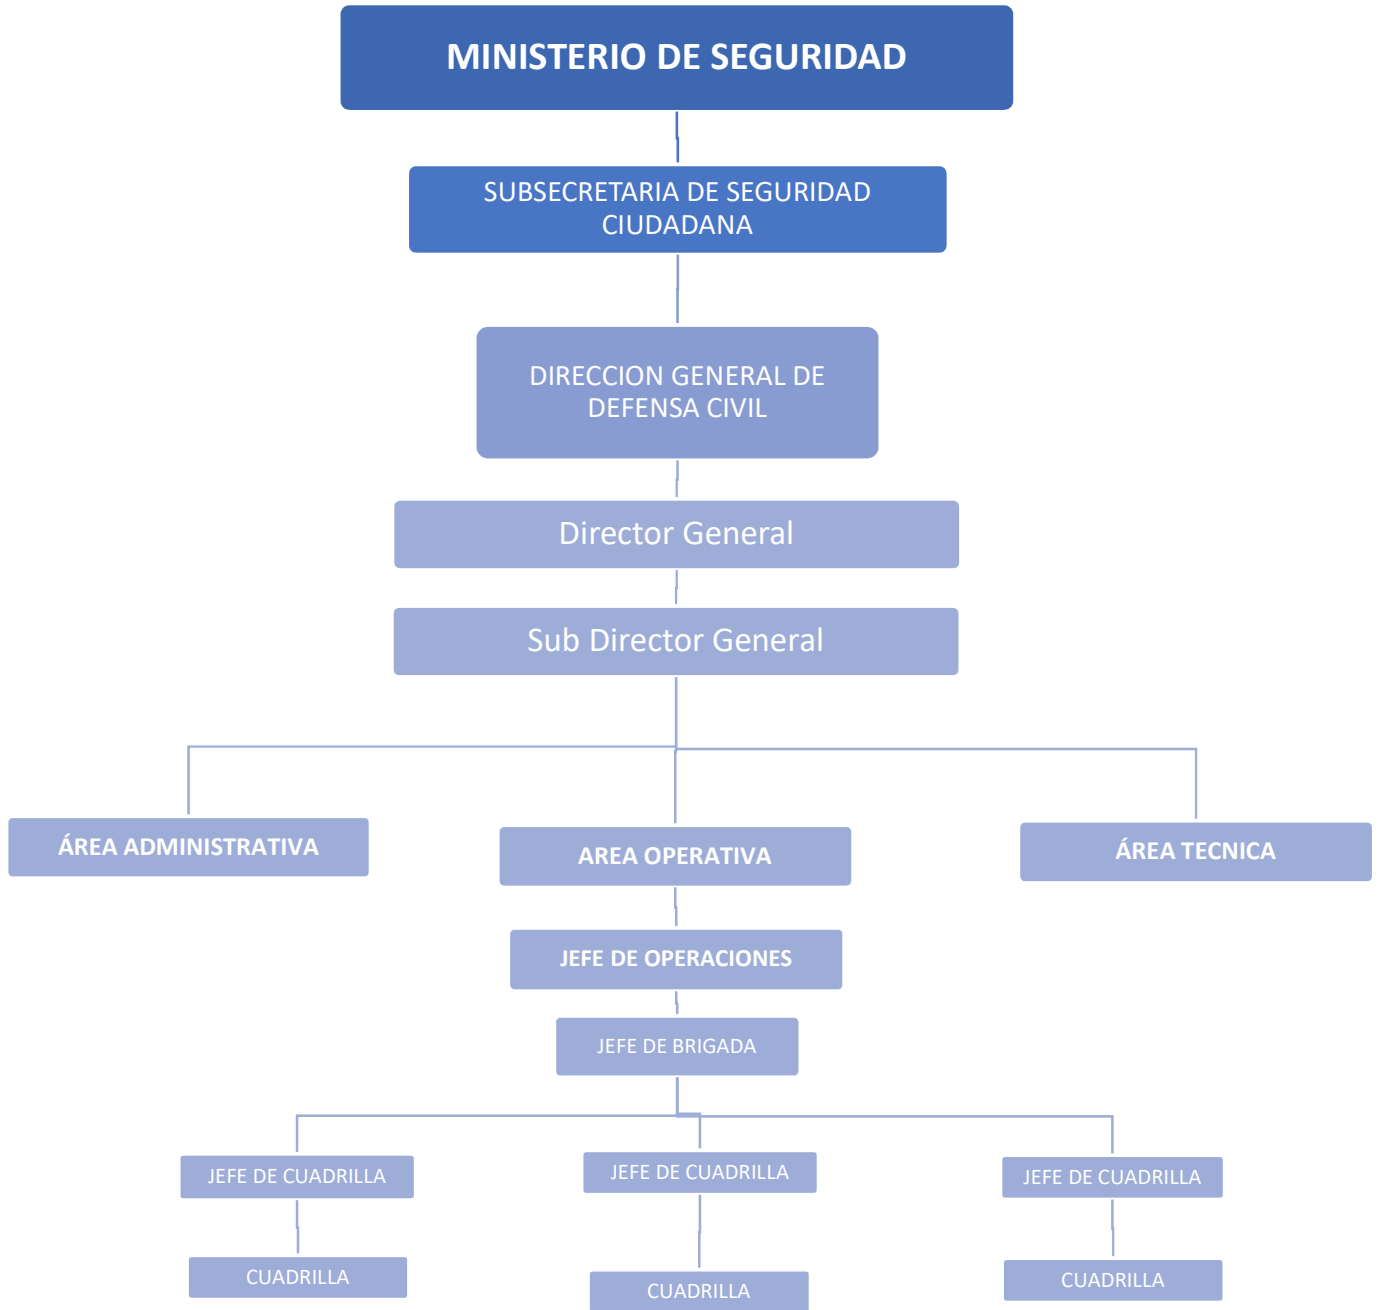 MINISTERIO DE SEGURIDAD
SUBSECRETARIA DE SEGURIDAD
CIUDADANA
DIRECCION GENERAL DE
DEFENSA CIVIL
Director General
Sub Director General
ÁREA ADMINISTRATIVA
AREA OPERATIVA
ÁREA TECNICA
JEFE DE OPERACIONES
JEFE DE BRIGADA
JEFE DE CUADRILLA
JEFE DE CUADRILLA
JEFE DE CUADRILLA
CUADRILLA
CUADRILLA
CUADRILLA